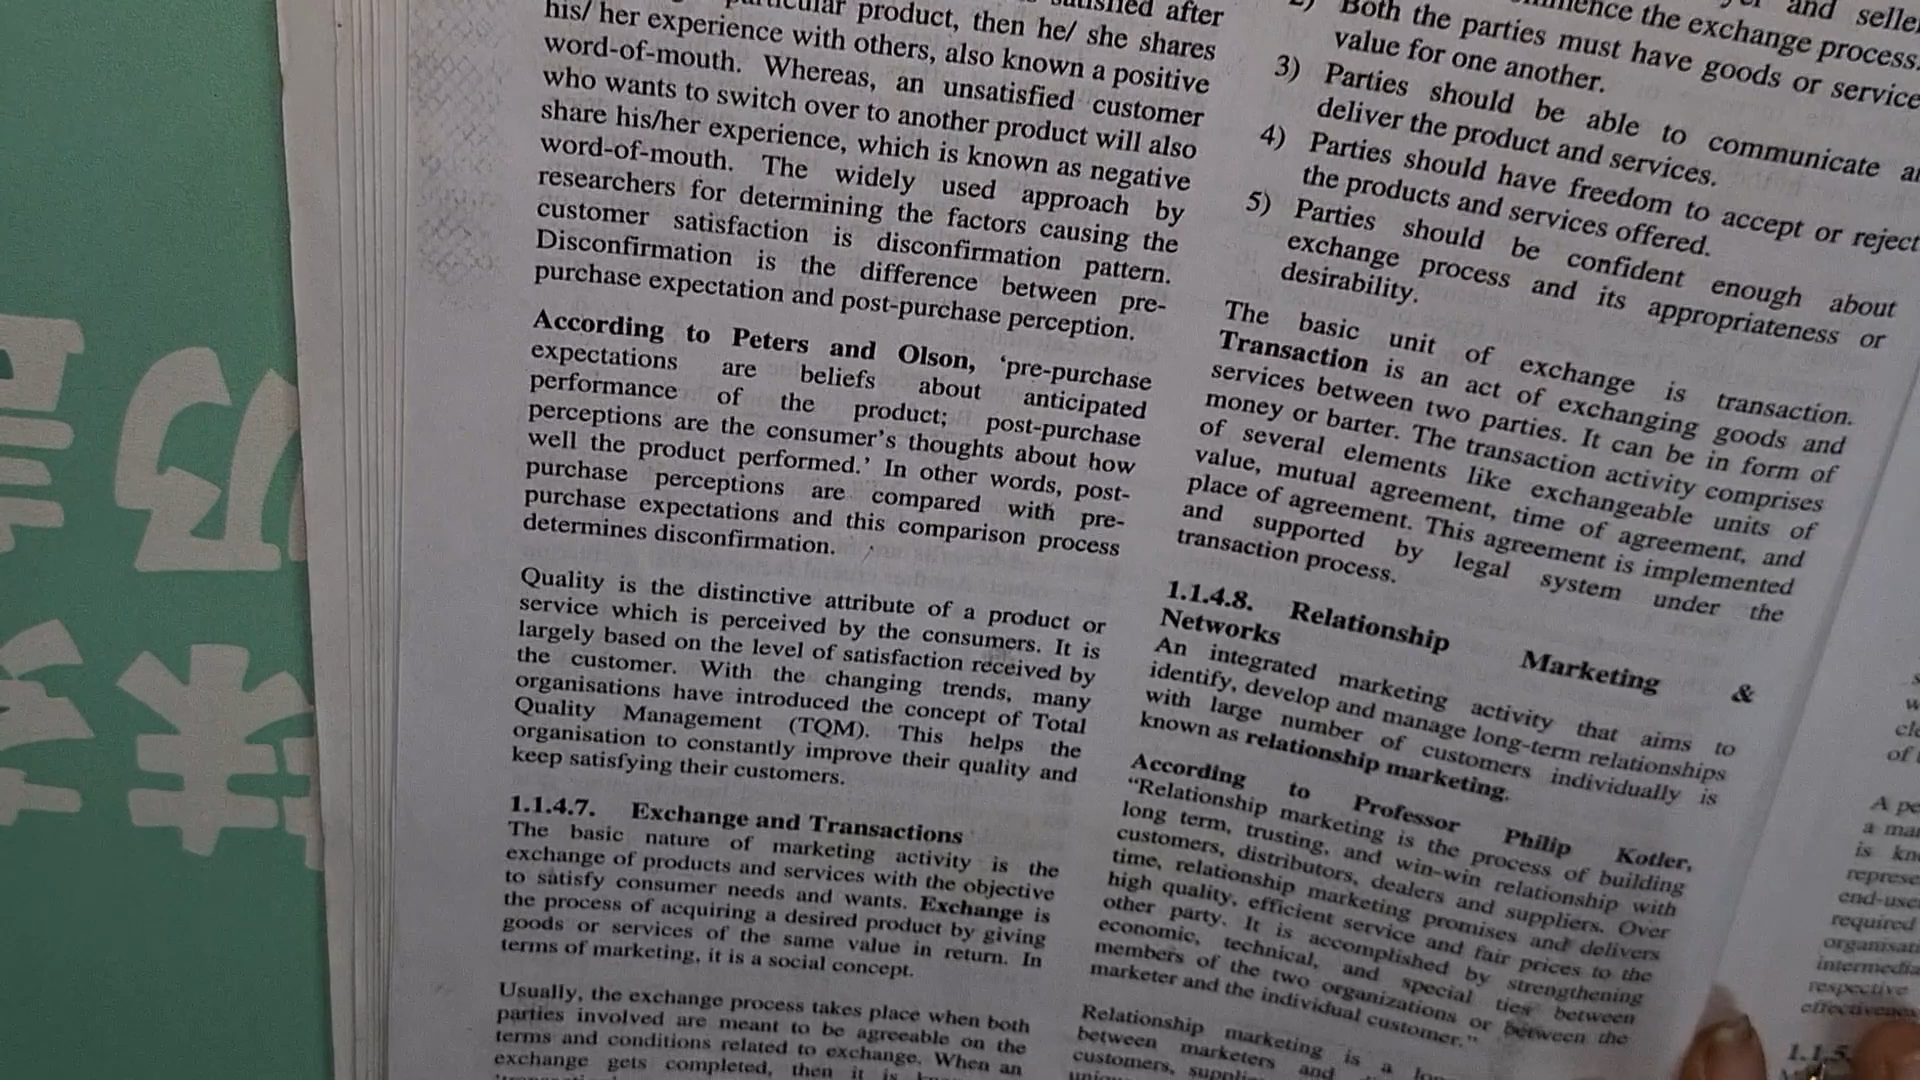 particular product, then he/ she shares
his/ her experience with others, also known a positive
word-of-mouth. Whereas, an unsatisfied customer
who wants to switch over to another product will also
share his/her experience, which is known as negative
word-of-mouth. The widely used approach by
researchers for determining the factors causing the
customer satisfaction is disconfirmation pattern.
Disconfirmation is the difference between pre-
purchase expectation and post-purchase perception.
According to Peters and Olson, ‘pre-purchase
expectations are beliefs about anticipated
performance of the product; post-purchase
perceptions are the consumer’s thoughts about how
well the product performed.’ In other words, post-
purchase perceptions are compared with pre-
purchase expectations and this comparison process
determines disconfirmation.
Quality is the distinctive attribute of a product or
service which is perceived by the consumers. It is
largely based on the level of satisfaction received by
the customer. With the changing trends, many
organisations have introduced the concept of Total
Quality Management (TQM). This helps the
organisation to constantly improve their quality and
keep satisfying their customers.
1.1.4.7. Exchange and Transactions
The basic nature of marketing activity is the
exchange of products and services with the objective
to satisfy consumer needs and wants. Exchange is
the process of acquiring a desired product by giving
goods or services of the same value in return. In
terms of marketing, it is a social concept.
Usually, the exchange process takes place when both
parties involved are meant to be agreeable on the
terms and conditions related to exchange. When an
exchange gets completed, then it is
and
the exchange process.
2) Both the parties must have goods or service
value for one another.
3) Parties should be able to communicate
deliver the product and services.
4) Parties should have freedom to accept or reject
the products and services offered.
5) Parties should be confident enough about
exchange process and its appropriateness or
desirability.
The basic unit of exchange is transaction.
Transaction is an act of exchanging goods and
services between two parties. It can be in form of
money or barter. The transaction activity comprises
of several elements like exchangeable units of
value, mutual agreement, time of agreement, and
place of agreement. This agreement is implemented
and supported by legal system under the
transaction process.
1.1.4.8. Relationship Marketing &
Networks
An integrated marketing activity that aims to
identify, develop and manage long-term relationships
with large number of customers individually is
known as relationship marketing.
According to Professor Philip Kotler,
“Relationship marketing is the process of building
long term, trusting, and win-win relationship with
customers, distributors, dealers and suppliers. Over
time, relationship marketing promises and delivers
high quality, efficient service and fair prices to the
other party. It is accomplished by strengthening
economic, technical, and special ties between
members of the two organizations or between the
marketer and the individual customer.”
Relationship marketing is a
between marketers and
customers,
of
A
a
is
required
respective
1.1.5.